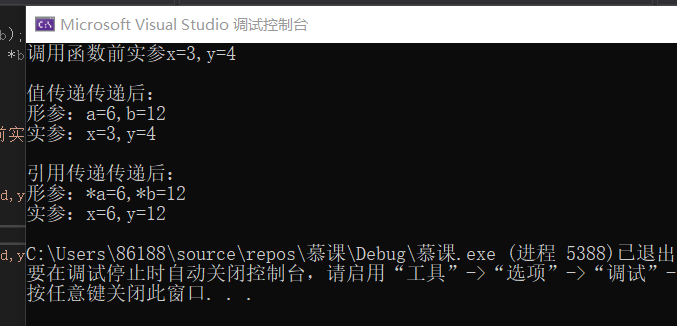 Microsoft Visual Studio 调试控制台
调用函数前实参x=3,y=4
值传递传递后:
形参: a=6,b=12
实参: x=3,y=4
引用传递传递后:
形参: *a=6,*b=12
实参: x=6,y=12
C:\Users\86188\source\repos\慕课\Debug\慕课.exe (进程 5388)已退出
要在调试停止时自动关闭控制台, 请启用“工具”->“选项”->“调试”-
按任意键关闭此窗口. . .
b);
*b
前实
d,y
d,y